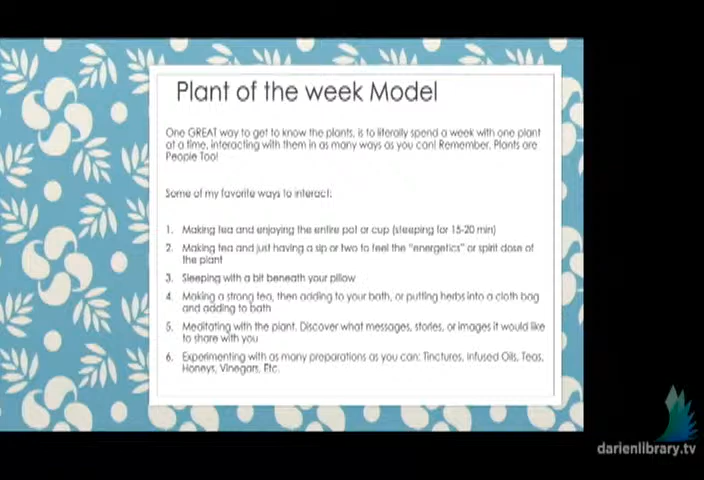 Plant of the week Model
One GREAT way to get to know the plants, is to literally spend a week with one plant
at a time, interacting with them in as many ways as you can! Remember, Plants are
People Too!
Some of my favorite ways to interact:
1. Making tea and enjoying the entire pot or cup (steeping for 15-20 min)
2. Making tea and just having a sip or two to feel the "energetics" or spirit dose of
the plant
3. Sleeping with a bit beneath your pillow
4. Making a strong tea, then adding to your bath, or putting herbs into a cloth bag
and adding to bath
5. Meditating with the plant. Discover what messages, stories, or images it would like
to share with you
6. Experimenting with as many preparations as you can: Tinctures, Infused Oils, Teas,
Honeys, Vinegars, Etc.
darienlibrary.tv